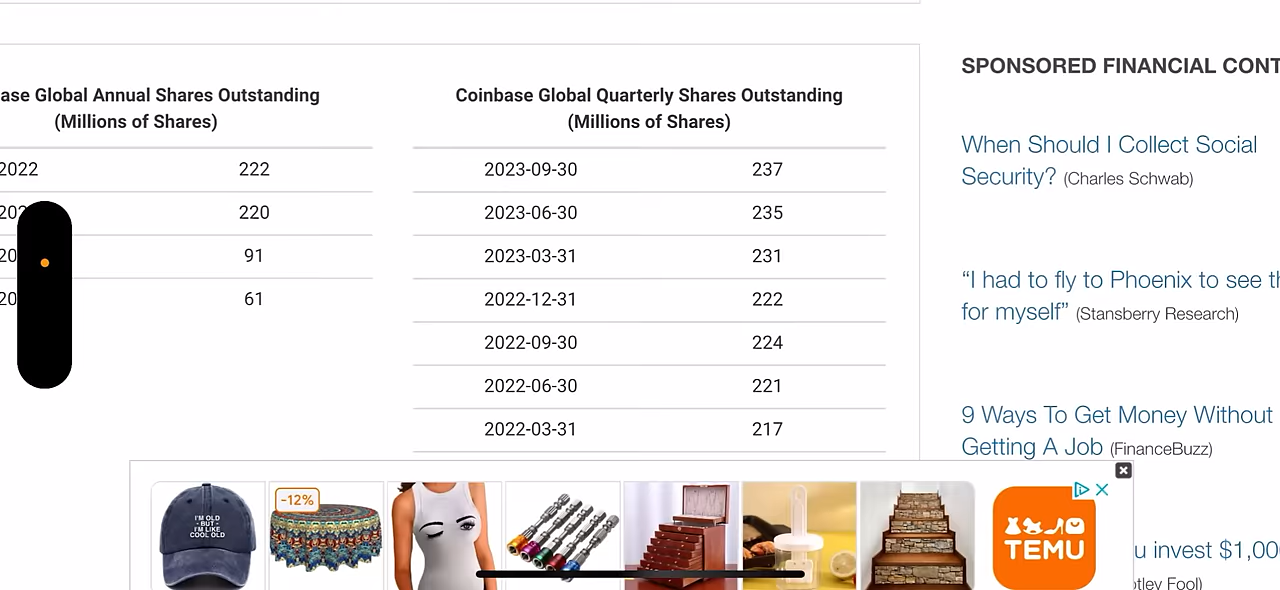 ase Global Annual Shares Outstanding
(Millions of Shares)
2022 222
202 220
20 91
20 61
Coinbase Global Quarterly Shares Outstanding
(Millions of Shares)
2023-09-30 237
2023-06-30 235
2023-03-31 231
2022-12-31 222
2022-09-30 224
2022-06-30 221
2022-03-31 217
SPONSORED FINANCIAL CONT
When Should I Collect Social
Security? (Charles Schwab)
“I had to fly to Phoenix to see th
for myself” (Stansberry Research)
9 Ways To Get Money Without
Getting A Job (FinanceBuzz)
u invest $1,00
otley Fool)
I'M OLD
- BUT -
I'M LIKE
COOL OLD
-12%
TEMU